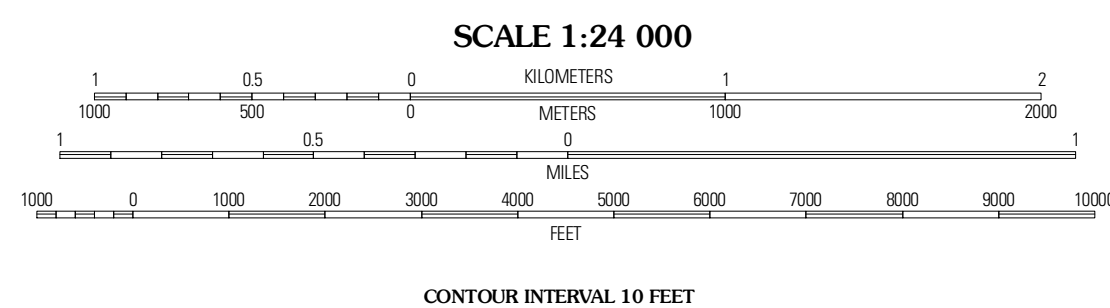 SCALE 1:24 000
1 0.5 0 KILOMETERS 1 2
1000 500 0 METERS 1000 2000
1 0.5 0 1
MILES
1000 0 1000 2000 3000 4000 5000 6000 7000 8000 9000 10000
FEET
CONTOUR INTERVAL 10 FEET